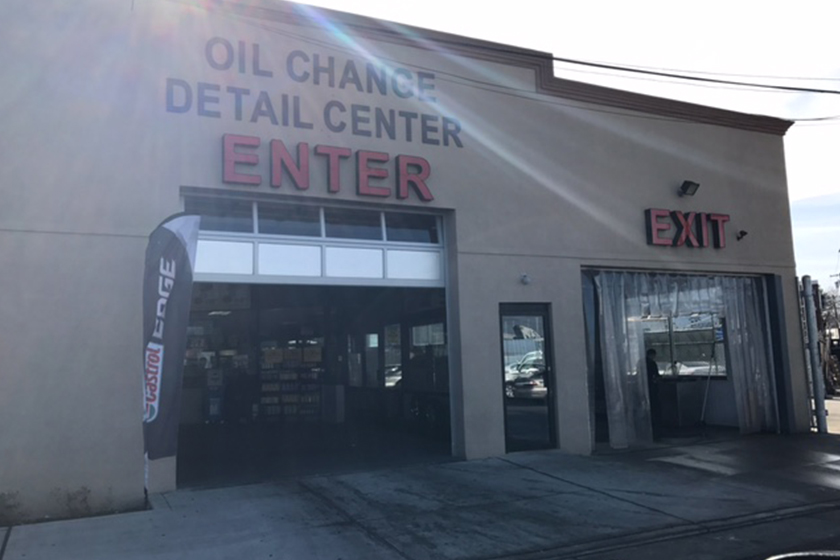 OIL CHANGE
DETAIL CENTER
ENTER
EXIT
Castrol EDGE